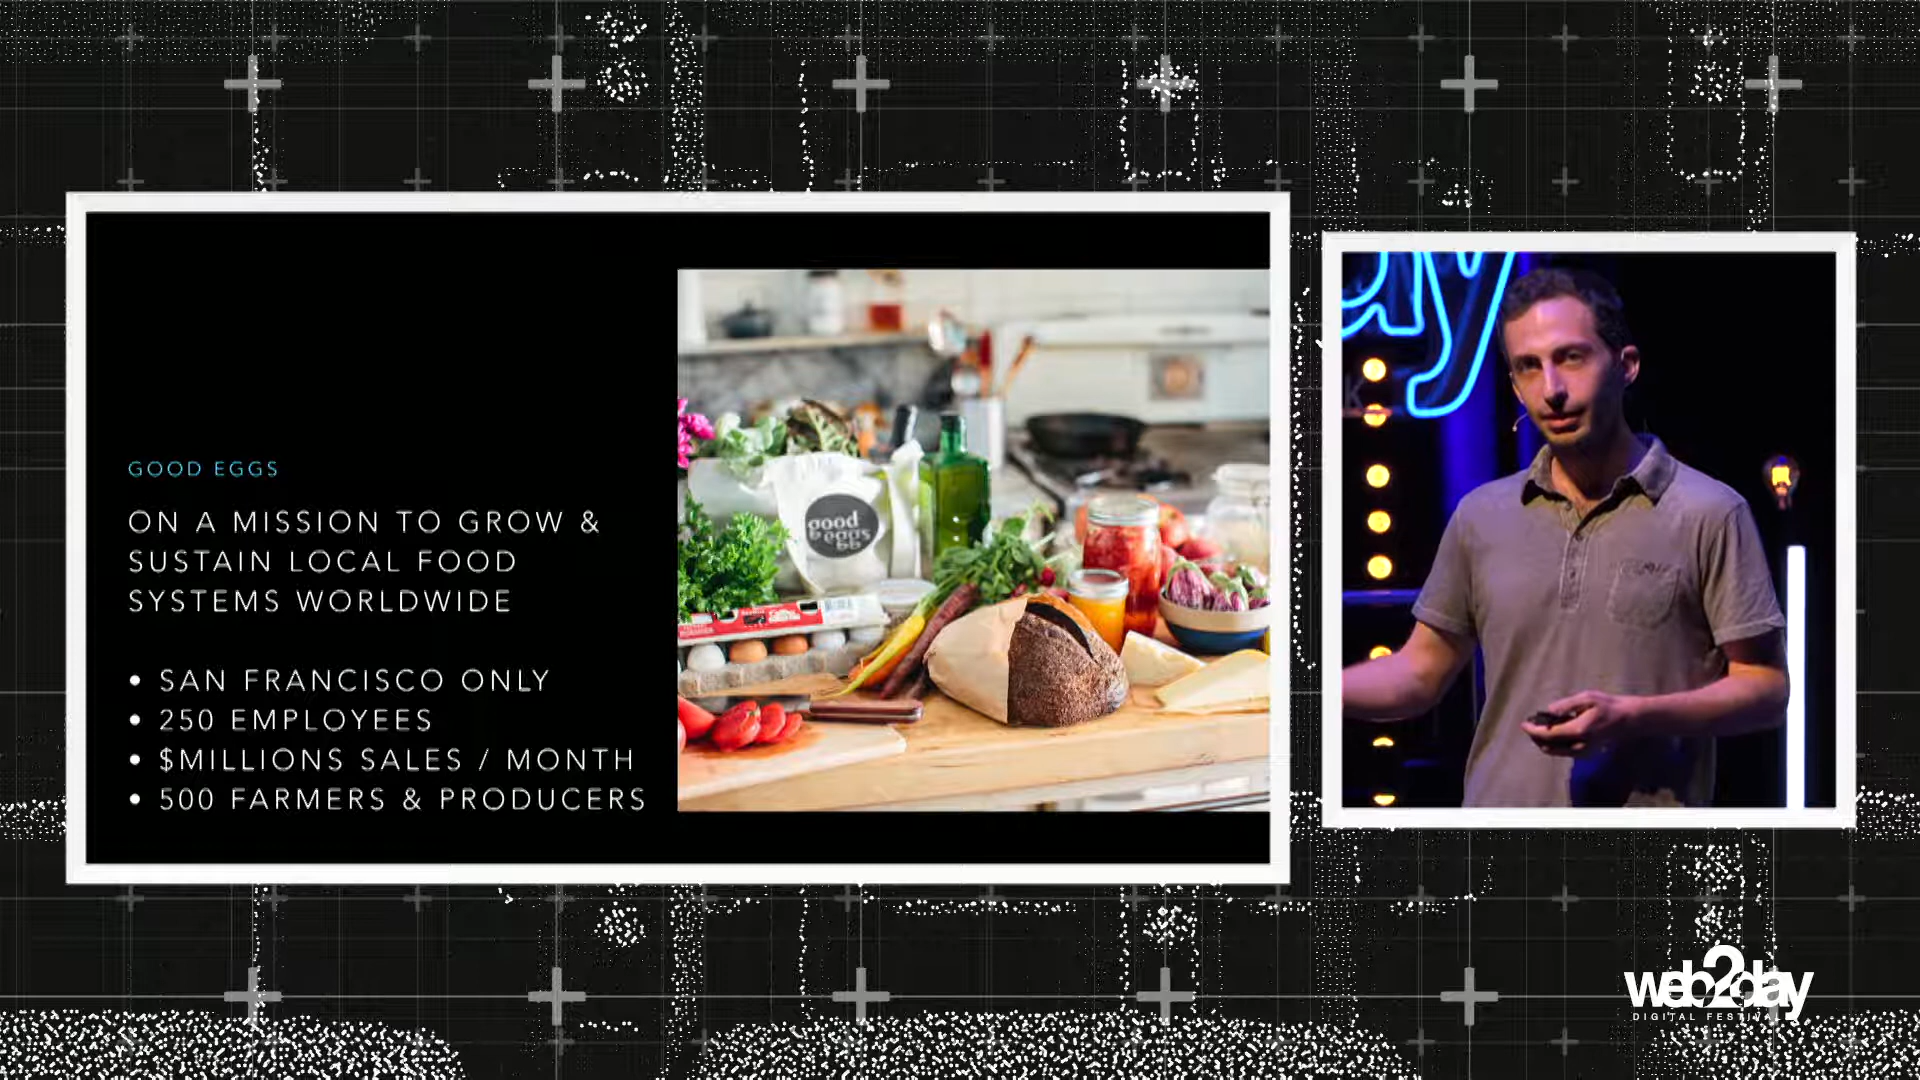 GOOD EGGS
ON A MISSION TO GROW &
SUSTAIN LOCAL FOOD
SYSTEMS WORLDWIDE
• SAN FRANCISCO ONLY
• 250 EMPLOYEES
• $MILLIONS SALES / MONTH
• 500 FARMERS & PRODUCERS
good
eggs
ay
web2day
DIGITAL FESTIVAL